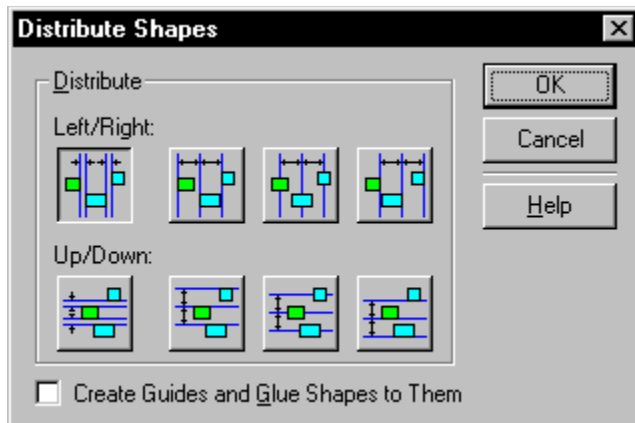 Distribute Shapes
Distribute
OK
Left/Right:
Cancel
Help
Up/Down:
Create Guides and Glue Shapes to Them